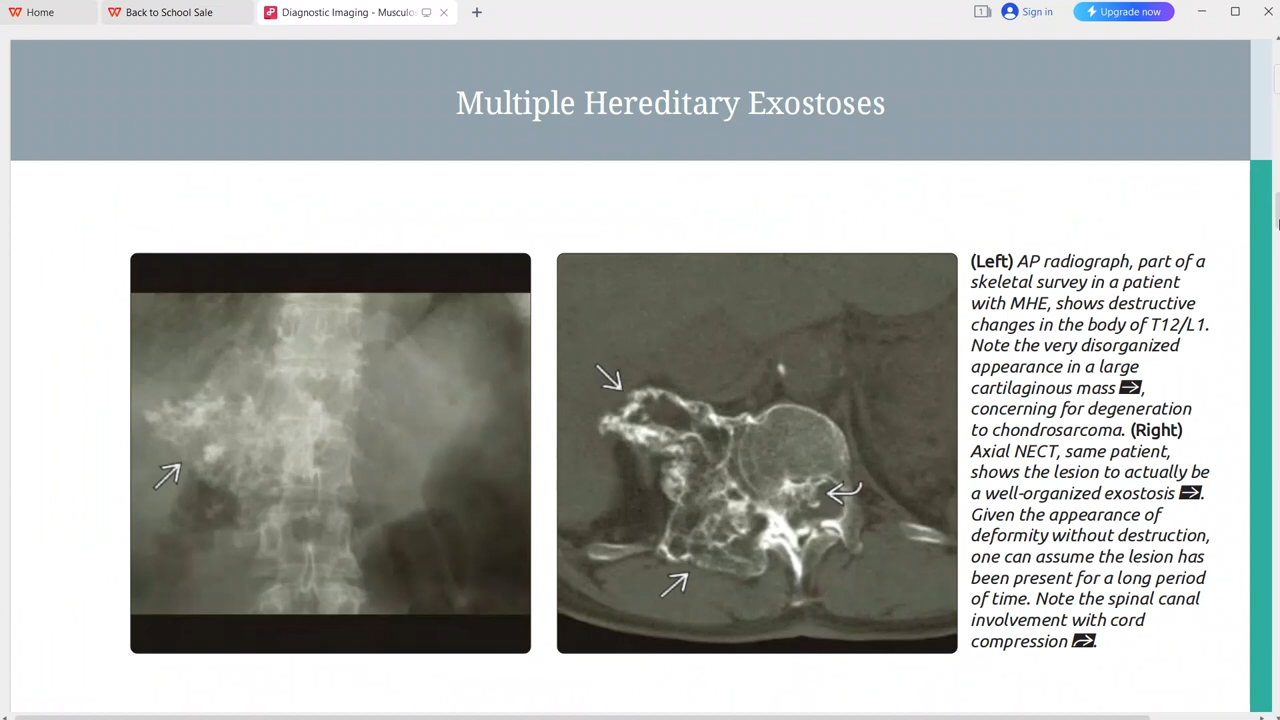 Home
Back to School Sale
Diagnostic Imaging - Musculos
1
Sign in
Upgrade now
Multiple Hereditary Exostoses
(Left) AP radiograph, part of a
skeletal survey in a patient
with MHE, shows destructive
changes in the body of T12/L1.
Note the very disorganized
appearance in a large
cartilaginous mass ➡,
concerning for degeneration
to chondrosarcoma. (Right)
Axial NECT, same patient,
shows the lesion to actually be
a well-organized exostosis ➡.
Given the appearance of
deformity without destruction,
one can assume the lesion has
been present for a long period
of time. Note the spinal canal
involvement with cord
compression ⮫.